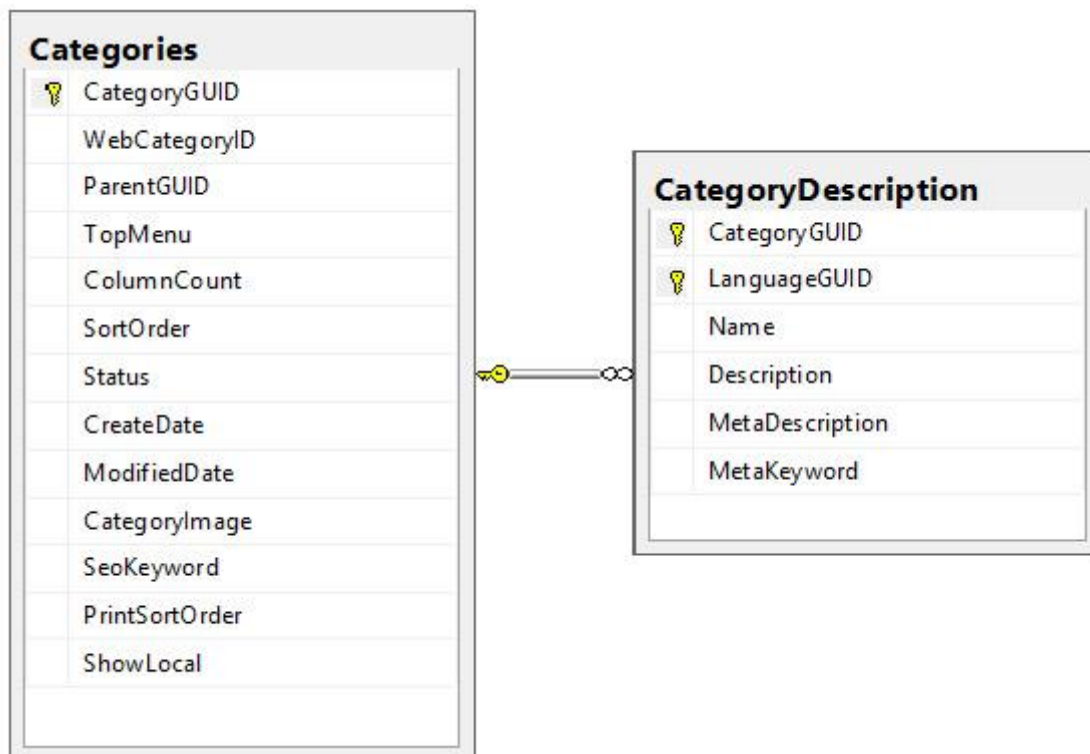 Categories
CategoryGUID
WebCategoryID
ParentGUID
TopMenu
ColumnCount
SortOrder
Status
CreateDate
ModifiedDate
CategoryImage
SeoKeyword
PrintSortOrder
ShowLocal
CategoryDescription
CategoryGUID
LanguageGUID
Name
Description
MetaDescription
MetaKeyword